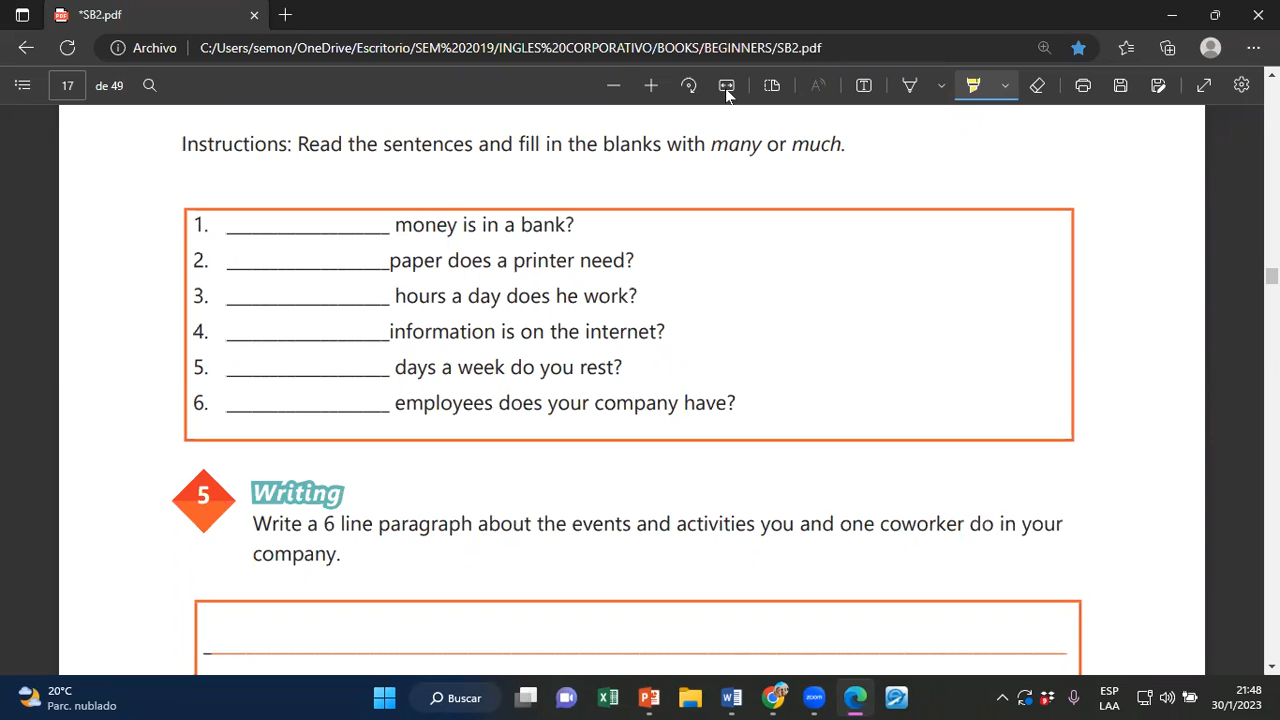 *SB2.pdf
Archivo C:/Users/semon/OneDrive/Escritorio/SEM%202019/INGLES%20CORPORATIVO/BOOKS/BEGINNERS/SB2.pdf
17 de 49
Instructions: Read the sentences and fill in the blanks with many or much.
1. ________________ money is in a bank?
2. ________________paper does a printer need?
3. ________________ hours a day does he work?
4. ________________information is on the internet?
5. ________________ days a week do you rest?
6. ________________ employees does your company have?
5 Writing
Write a 6 line paragraph about the events and activities you and one coworker do in your
company.
20°C
Parc. nublado
Buscar
zoom
ESP
LAA
21:48
30/1/2023